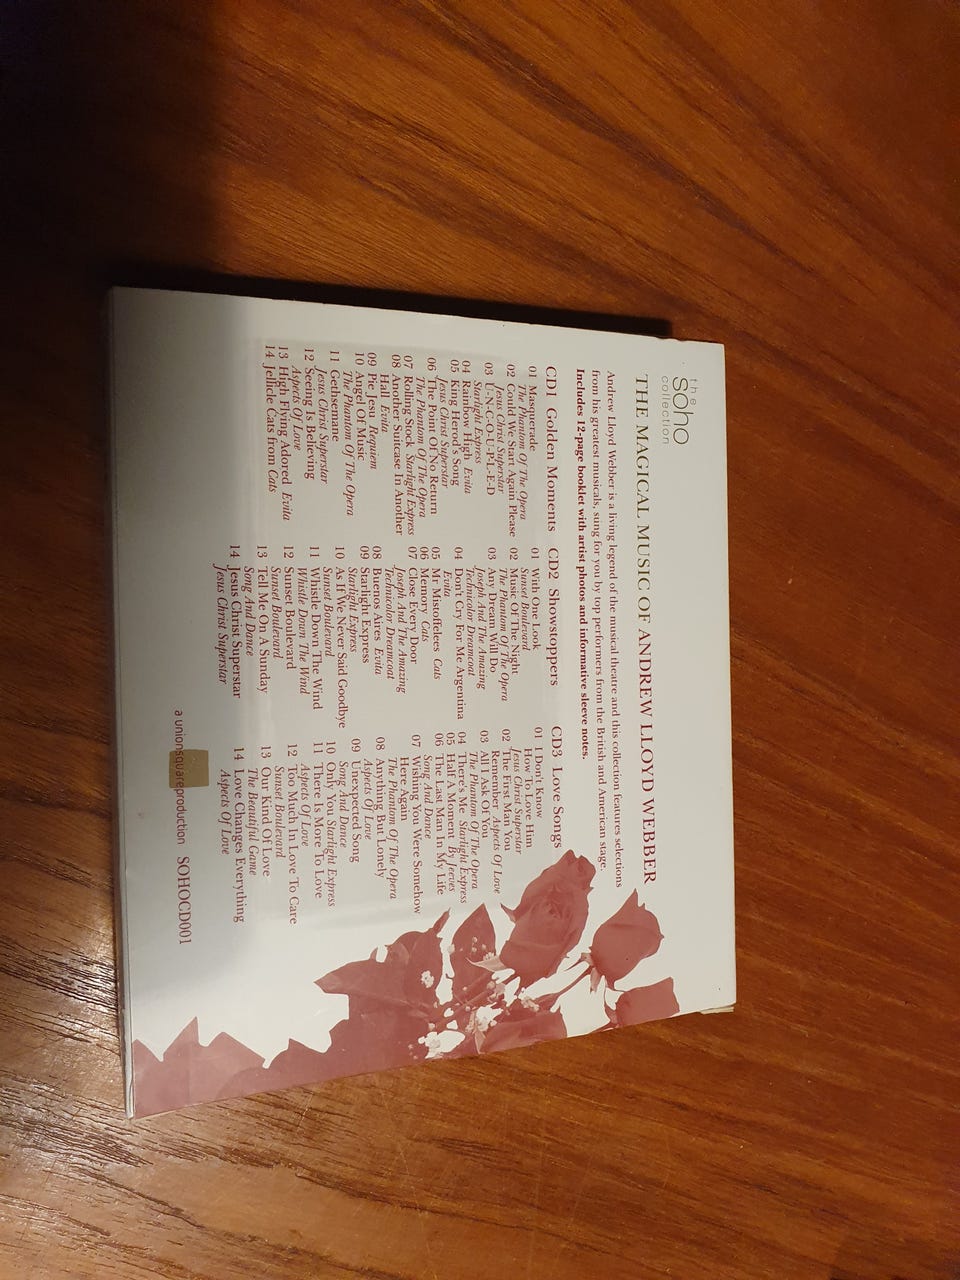 the
soho
collection
THE MAGICAL MUSIC OF ANDREW LLOYD WEBBER
Andrew Lloyd Webber is a living legend of the musical theatre and this collection features selections
from his greatest musicals, sung for you by top performers from the British and American stage.
Includes 12-page booklet with artist photos and informative sleeve notes.
CD1 Golden Moments
01 Masquerade
The Phantom Of The Opera
02 Could We Start Again Please
Jesus Christ Superstar
03 U-N-C-O-U-P-L-E-D
Starlight Express
04 Rainbow High Evita
05 King Herod's Song
Jesus Christ Superstar
06 The Point Of No Return
The Phantom Of The Opera
07 Rolling Stock Starlight Express
08 Another Suitcase In Another
Hall Evita
09 Pie Jesu Requiem
10 Angel Of Music
The Phantom Of The Opera
11 Gethsemane
Jesus Christ Superstar
12 Seeing Is Believing
Aspects Of Love
13 High Flying Adored Evita
14 Jellicle Cats from Cats
CD2 Showstoppers
01 With One Look
Sunset Boulevard
02 Music Of The Night
The Phantom Of The Opera
03 Any Dream Will Do
Joseph And The Amazing
Technicolor Dreamcoat
04 Don't Cry For Me Argentina
Evita
05 Mr Mistoffelees Cats
06 Memory Cats
07 Close Every Door
Joseph And The Amazing
Technicolor Dreamcoat
08 Buenos Aires Evita
09 Starlight Express
Starlight Express
10 As If We Never Said Goodbye
Sunset Boulevard
11 Whistle Down The Wind
Whistle Down The Wind
12 Sunset Boulevard
Sunset Boulevard
13 Tell Me On A Sunday
Song And Dance
14 Jesus Christ Superstar
Jesus Christ Superstar
CD3 Love Songs
01 I Don't Know
How To Love Him
Jesus Christ Superstar
02 The First Man You
Remember Aspects Of Love
03 All I Ask Of You
The Phantom Of The Opera
04 There's Me Starlight Express
05 Half A Moment By Jeeves
06 The Last Man In My Life
Song And Dance
07 Wishing You Were Somehow
Here Again
The Phantom Of The Opera
08 Anything But Lonely
Aspects Of Love
09 Unexpected Song
Song And Dance
10 Only You Starlight Express
11 There Is More To Love
Aspects Of Love
12 Too Much In Love To Care
Sunset Boulevard
13 Our Kind Of Love
The Beautiful Game
14 Love Changes Everything
Aspects Of Love
a unionsquareproduction SOHOCD001